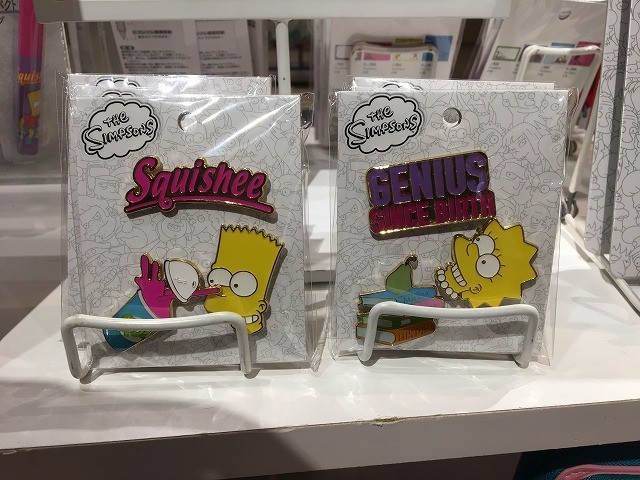 THE
SIMPSONS
Squishee
THE
SIMPSONS
GENIUS
SINCE BIRTH